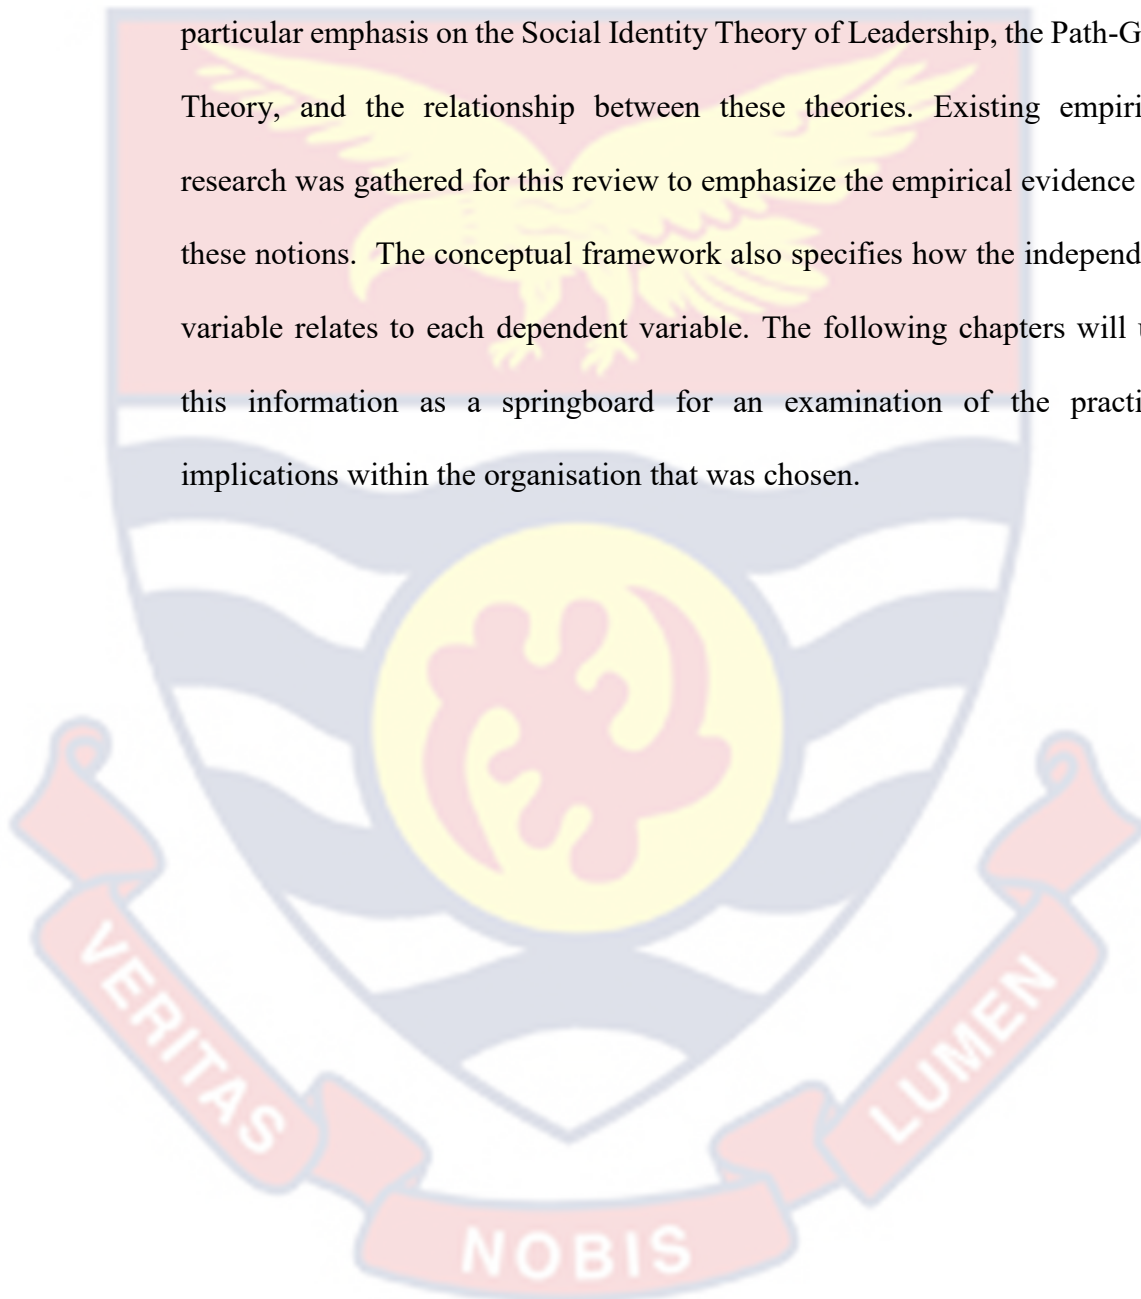 particular emphasis on the Social Identity Theory of Leadership, the Path-G
Theory, and the relationship between these theories. Existing empiri
research was gathered for this review to emphasize the empirical evidence
these notions. The conceptual framework also specifies how the independ
variable relates to each dependent variable. The following chapters will u
this information as a springboard for an examination of the practi
implications within the organisation that was chosen.
VERITAS
NOBIS
LUMEN